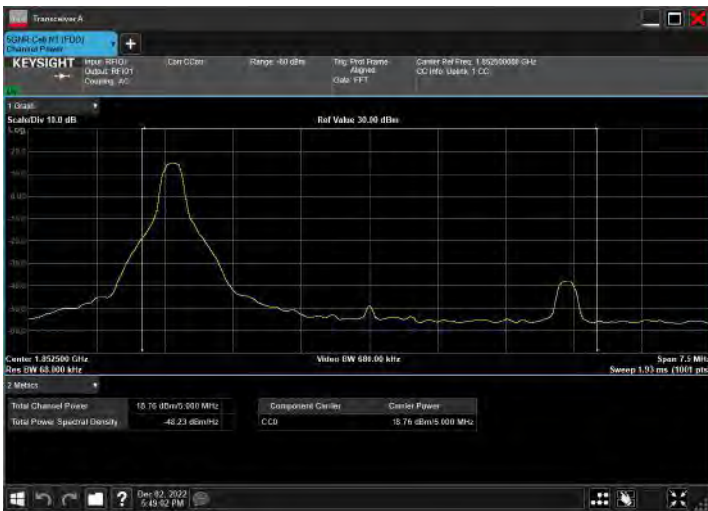 Transceiver A
5GNR-Cell N1 (FDD)
Channel Power
KEYSIGHT
Output: RFIO1
Coupling: AC
Corr CCorr
Range: -60 dBm
Trig: Prot Frame
Aligned
Gate: FFT
Carrier Ref Freq: 1.852500000 GHz
CC Info: Uplink, 1 CC
1 Graph
Scale/Div 10.0 dB
Ref Value 30.00 dBm
Log
Center 1.852500 GHz
Video BW 680.00 kHz
Span 7.5 MHz
Res BW 68.000 kHz
Sweep 1.93 ms (1001 pts
2 Metrics
Total Channel Power
18.76 dBm/5.000 MHz
Total Power Spectral Density
-48.23 dBm/Hz
Component Carrier
Carrier Power
CC0
18.76 dBm/5.000 MHz
Dec 02, 2022
5:49:02 PM